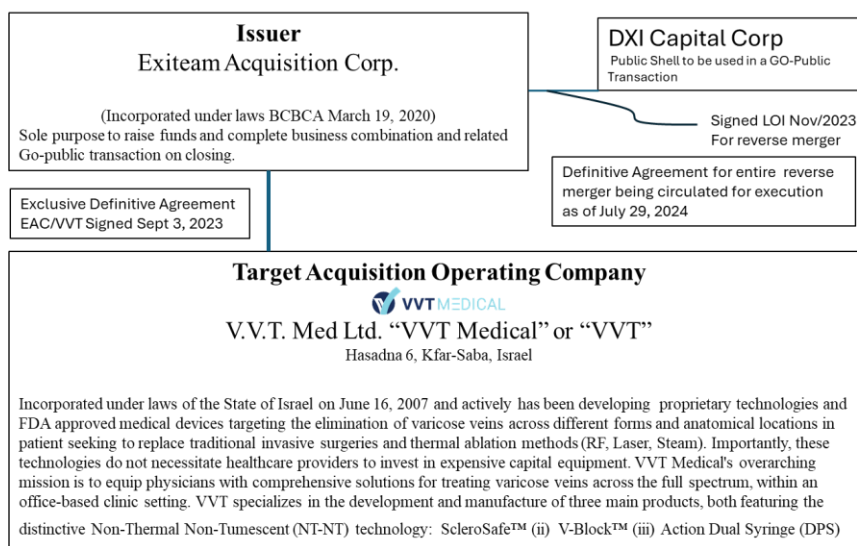 Issuer
Exiteam Acquisition Corp.
(Incorporated under laws BCBCA March 19, 2020)
Sole purpose to raise funds and complete business combination and related
Go-public transaction on closing.
DXI Capital Corp
Public Shell to be used in a GO-Public
Transaction
Signed LOI Nov/2023
For reverse merger
Definitive Agreement for entire reverse
merger being circulated for execution
as of July 29, 2024
Exclusive Definitive Agreement
EAC/VVT Signed Sept 3, 2023
Target Acquisition Operating Company
VVT MEDICAL
V.V.T. Med Ltd. “VVT Medical” or “VVT”
Hasadna 6, Kfar-Saba, Israel
Incorporated under laws of the State of Israel on June 16, 2007 and actively has been developing proprietary technologies and
FDA approved medical devices targeting the elimination of varicose veins across different forms and anatomical locations in
patient seeking to replace traditional invasive surgeries and thermal ablation methods (RF, Laser, Steam). Importantly, these
technologies do not necessitate healthcare providers to invest in expensive capital equipment. VVT Medical's overarching
mission is to equip physicians with comprehensive solutions for treating varicose veins across the full spectrum, within an
office-based clinic setting. VVT specializes in the development and manufacture of three main products, both featuring the
distinctive Non-Thermal Non-Tumescent (NT-NT) technology: ScleroSafe™ (ii) V-Block™ (iii) Action Dual Syringe (DPS)